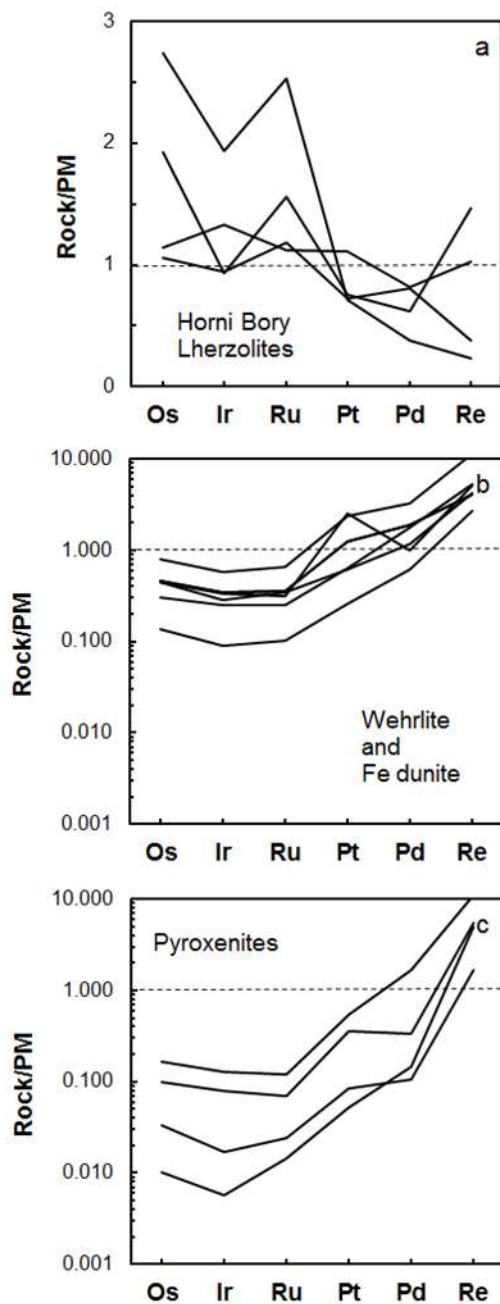 3
a
2
Rock/PM
1
Horni Bory
Lherzolites
0
Os Ir Ru Pt Pd Re
10.000
b
1.000
Rock/PM
0.100
0.010
Wehrlite
and
Fe dunite
0.001
Os Ir Ru Pt Pd Re
10.000
Pyroxenites
c
1.000
Rock/PM
0.100
0.010
0.001
Os Ir Ru Pt Pd Re